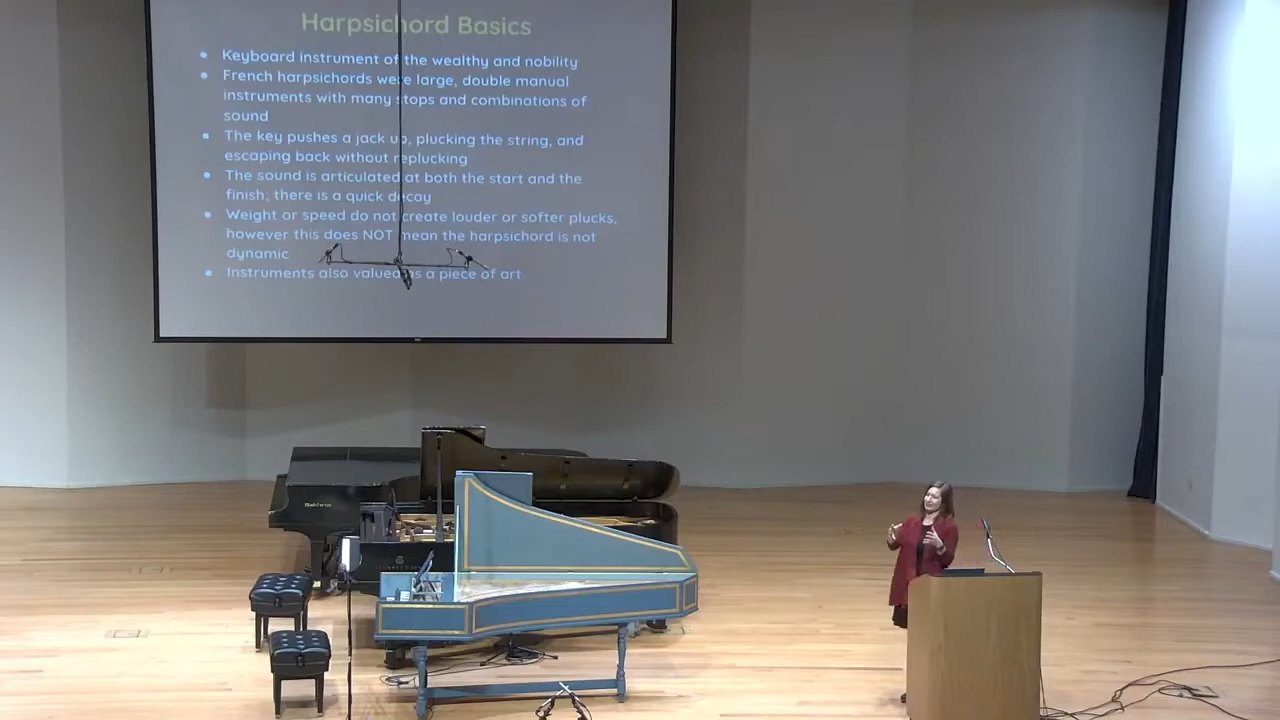 Harpsichord Basics
• Keyboard instrument of the wealthy and nobility
• French harpsichords were large, double manual
instruments with many stops and combinations of
sound
• The key pushes a jack up, plucking the string, and
escaping back without replucking
• The sound is articulated at both the start and the
finish; there is a quick decay
• Weight or speed do not create louder or softer plucks,
however this does NOT mean the harpsichord is not
dynamic
• Instruments also valued as a piece of art
Baldwin